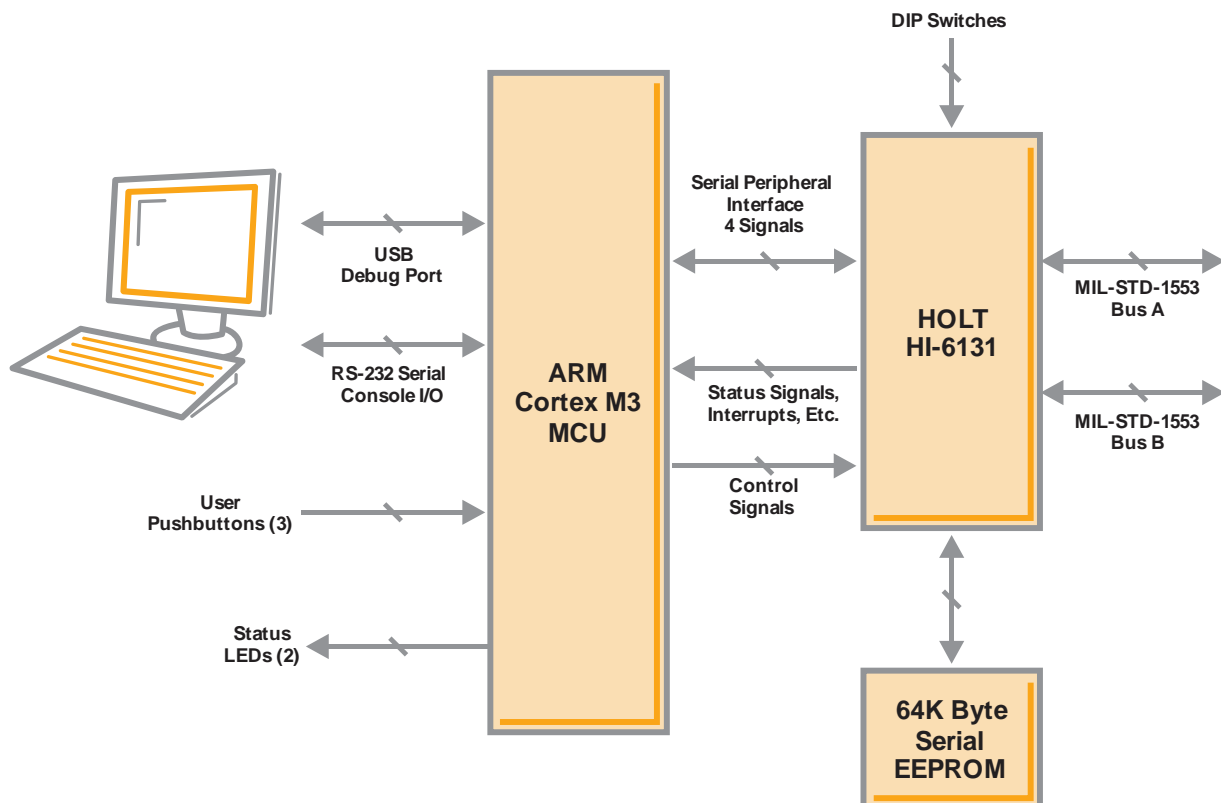 DIP Switches
Serial Peripheral
Interface
4 Signals
USB
Debug Port
MIL-STD-1553
Bus A
HOLT
HI-6131
RS-232 Serial
Console I/O
ARM
Cortex M3
MCU
Status Signals,
Interrupts, Etc.
MIL-STD-1553
Bus B
Control
Signals
User
Pushbuttons (3)
Status
LEDs (2)
64K Byte
Serial
EEPROM